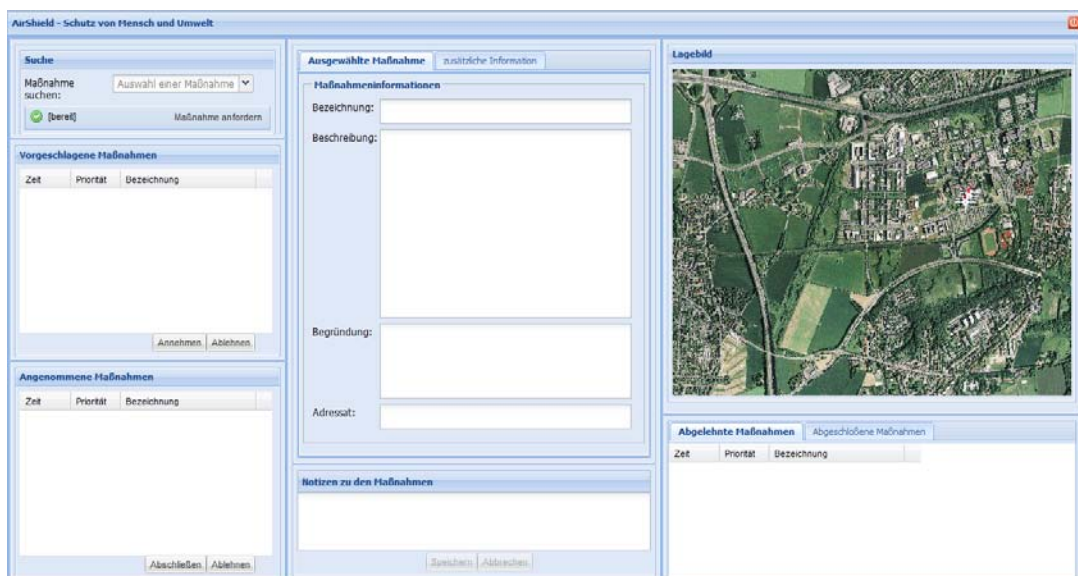 AirShield - Schutz von Mensch und Umwelt
Suche
Maßnahme suchen:
Auswahl einer Maßnahme
[bereit]
Maßnahme anfordern
Vorgeschlagene Maßnahmen
Zeit Priorität Bezeichnung
Annehmen Ablehnen
Angenommene Maßnahmen
Zeit Priorität Bezeichnung
Abschließen Ablehnen
Ausgewählte Maßnahme zusätzliche Information
Maßnahmeninformationen
Bezeichnung:
Beschreibung:
Begründung:
Adressat:
Notizen zu den Maßnahmen
Speichern Abbrechen
Lagebild
Abgelehnte Maßnahmen Abgeschloßene Maßnahmen
Zeit Priorität Bezeichnung